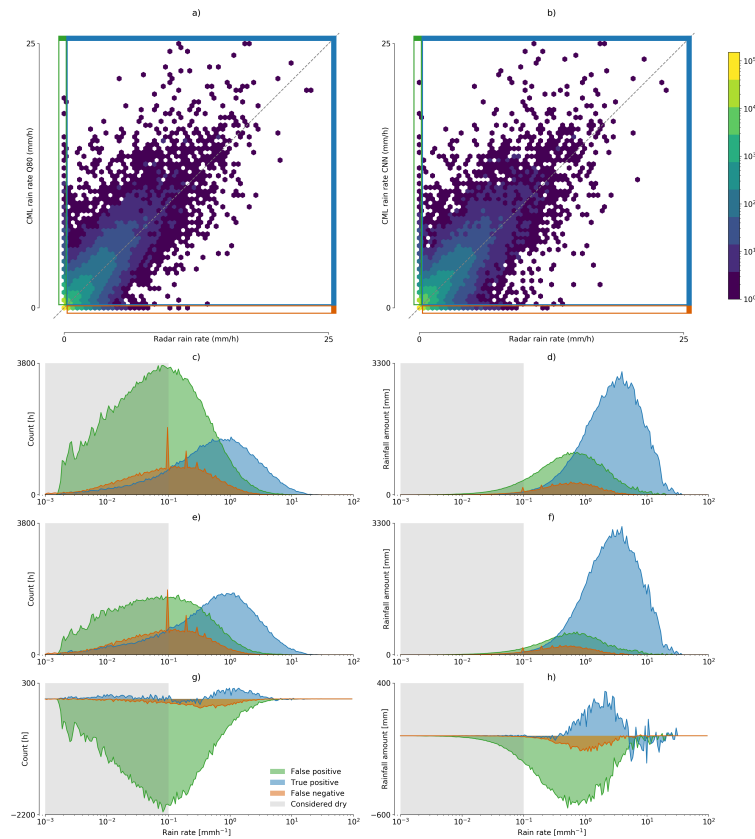 a)
b)
25
CML rain rate Q80 (mm/h)
0
0
Radar rain rate (mm/h)
25
25
CML rain rate CNN (mm/h)
0
0
Radar rain rate (mm/h)
25
10⁵
10⁴
10³
10²
10¹
10⁰
c)
3800
Count [h]
0
10⁻³
10⁻²
10⁻¹
10⁰
10¹
10²
d)
3300
Rainfall amount [mm]
0
10⁻³
10⁻²
10⁻¹
10⁰
10¹
10²
e)
3800
Count [h]
0
10⁻³
10⁻²
10⁻¹
10⁰
10¹
10²
f)
3300
Rainfall amount [mm]
0
10⁻³
10⁻²
10⁻¹
10⁰
10¹
10²
g)
300
Count [h]
−2200
False positive
True positive
False negative
Considered dry
10⁻³
10⁻²
10⁻¹
10⁰
10¹
10²
Rain rate [mmh⁻¹]
h)
400
Rainfall amount [mm]
−600
10⁻³
10⁻²
10⁻¹
10⁰
10¹
10²
Rain rate [mmh⁻¹]